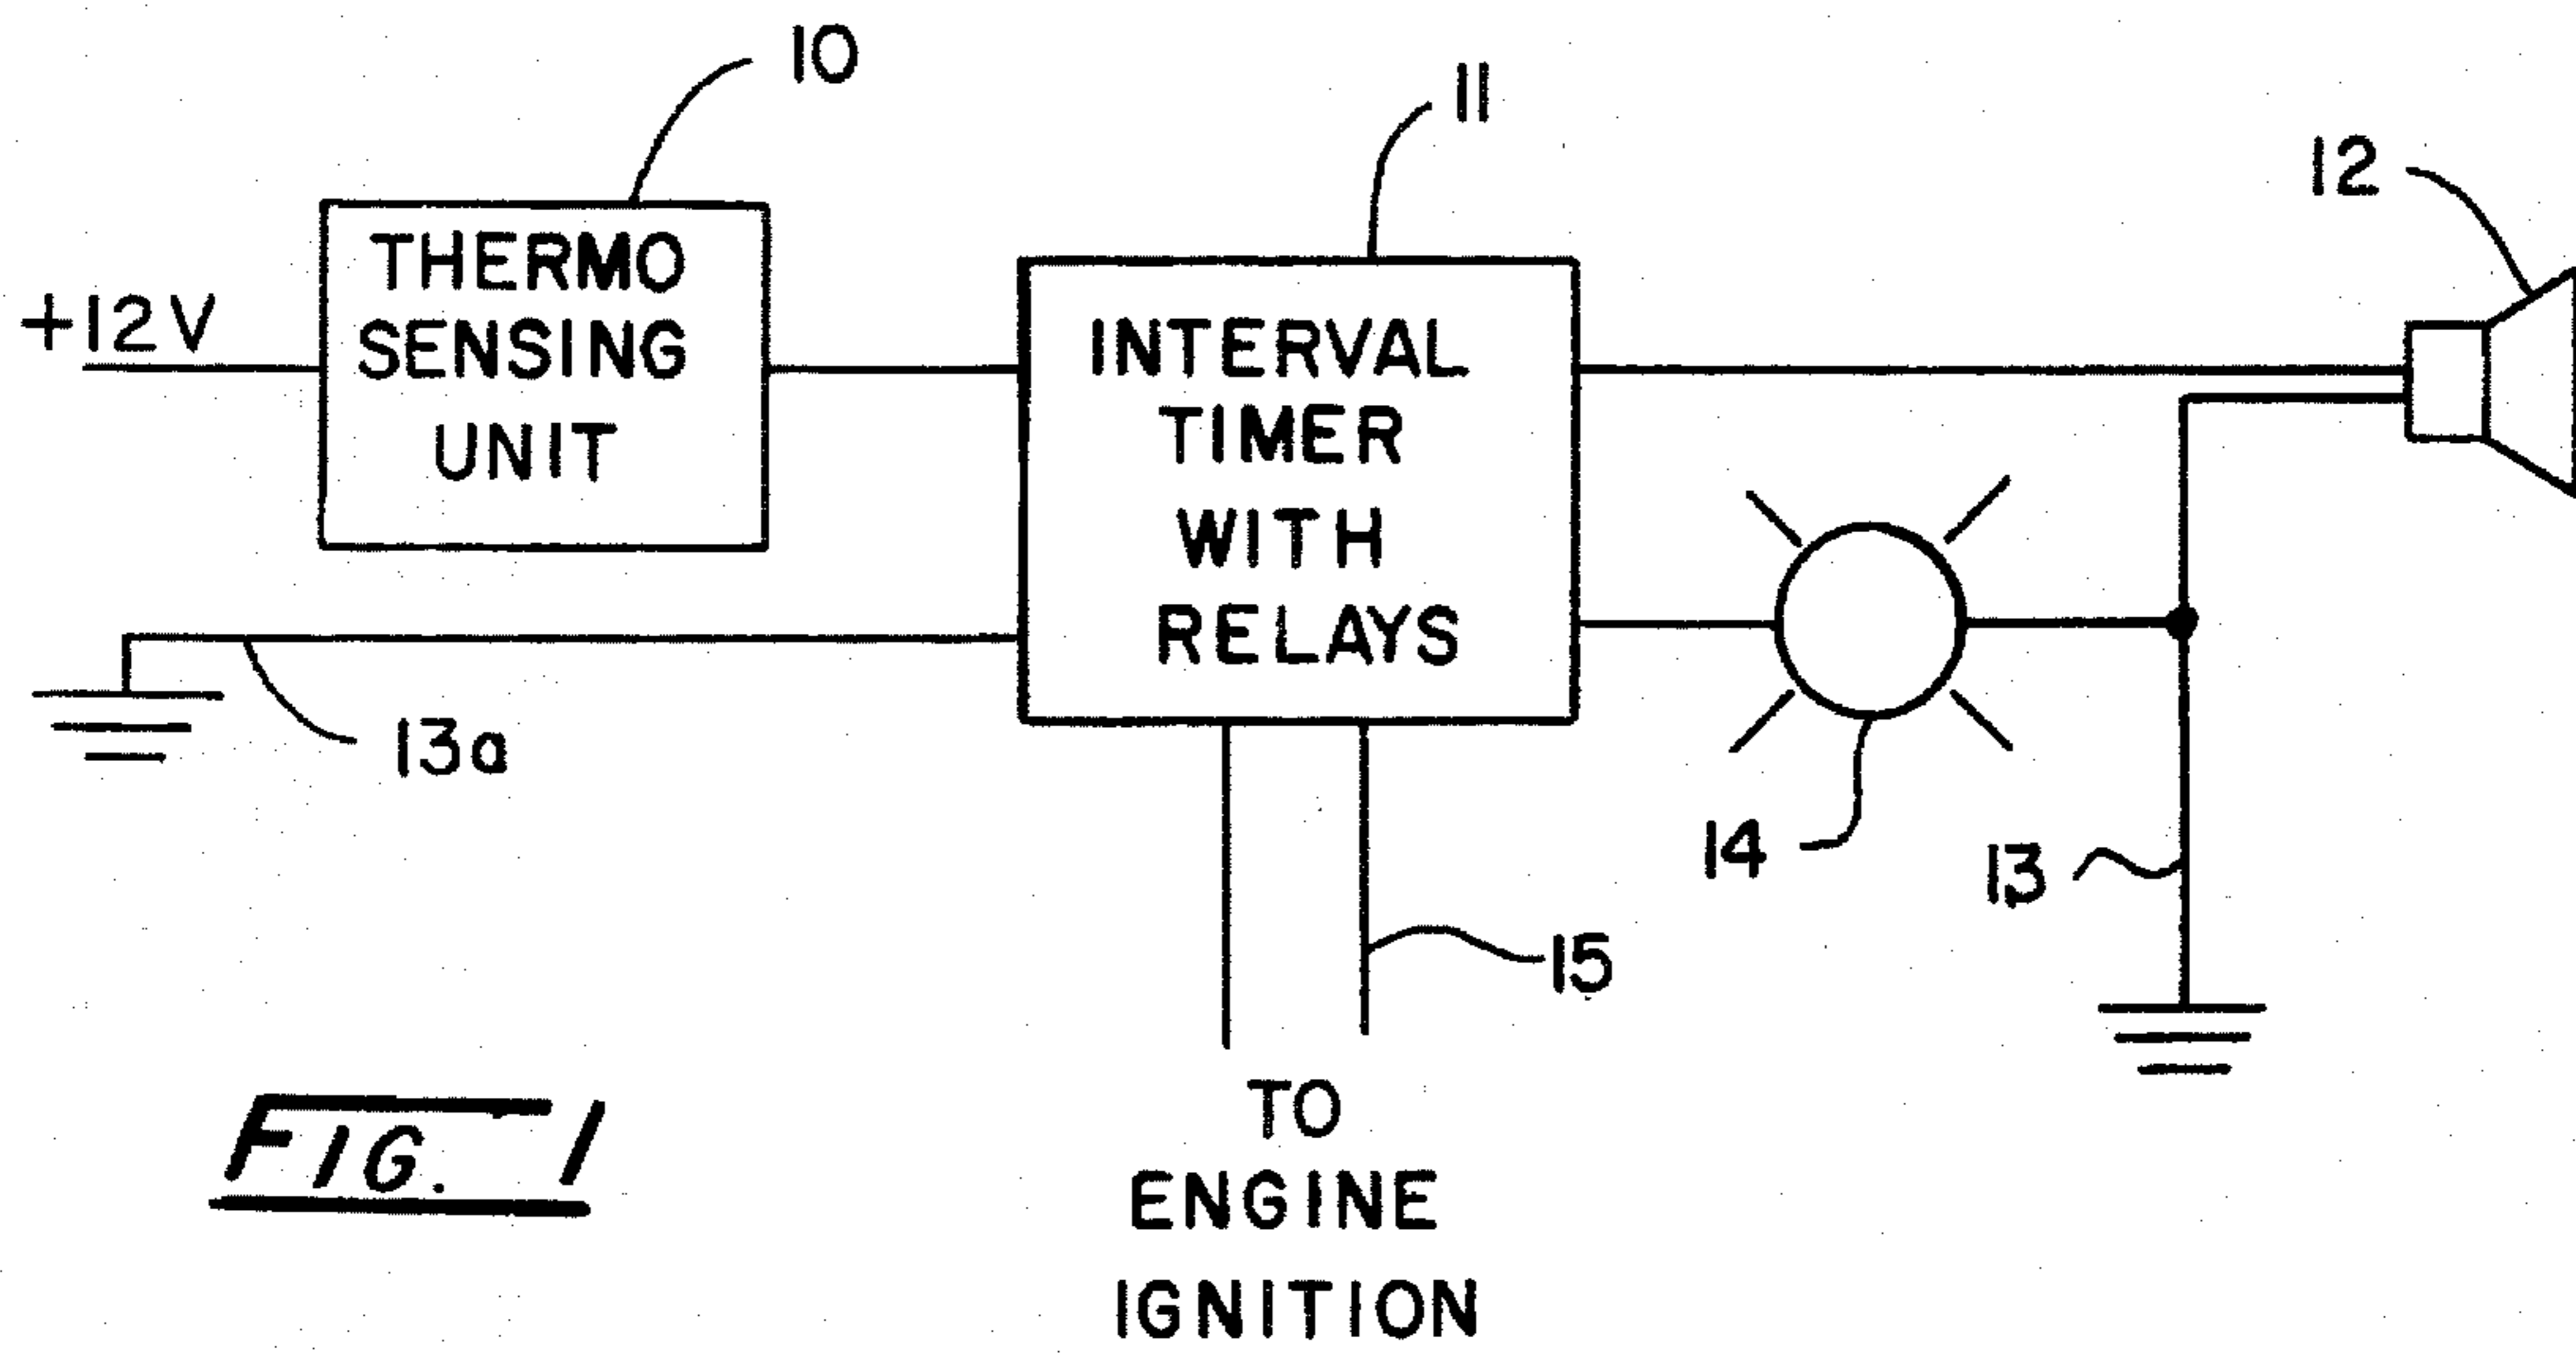 10
11
12
+12V
THERMO
SENSING
UNIT
INTERVAL
TIMER
WITH
RELAYS
13a
14
13
15
TO
ENGINE
IGNITION
FIG. 1